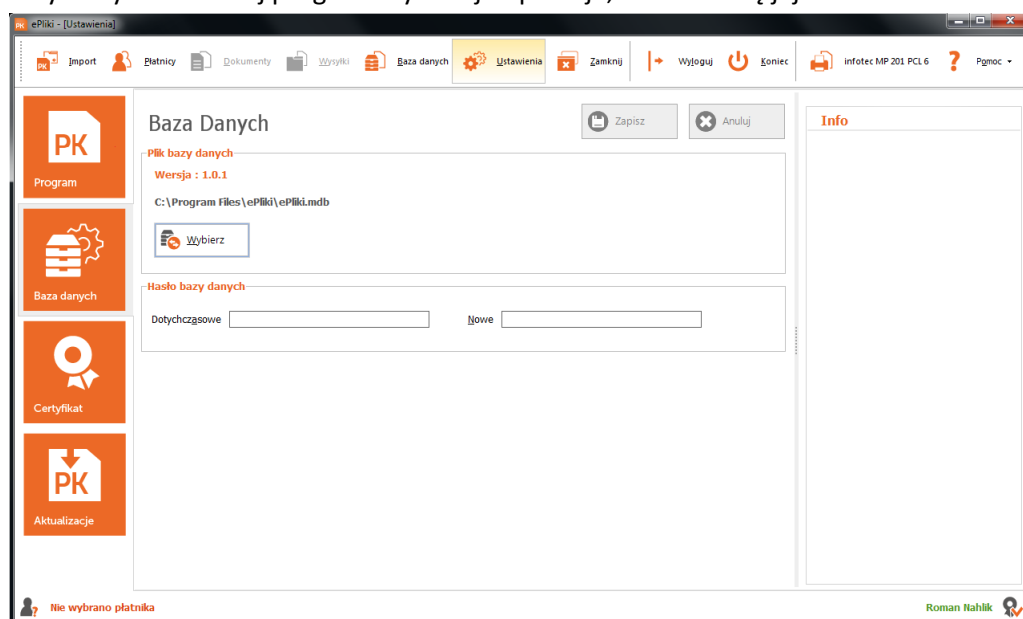 ePliki - [Ustawienia]
Import Płatnicy Dokumenty Wysyłki Baza danych Ustawienia Zamknij Wyloguj Koniec infotec MP 201 PCL 6 Pomoc
PK
Program
Baza danych
Certyfikat
PK
Aktualizacje
Baza Danych
Zapisz Anuluj
Plik bazy danych
Wersja : 1.0.1
C:\Program Files\ePliki\ePliki.mdb
Wybierz
Hasło bazy danych
Dotychczasowe Nowe
Info
Nie wybrano płatnika
Roman Nahlik